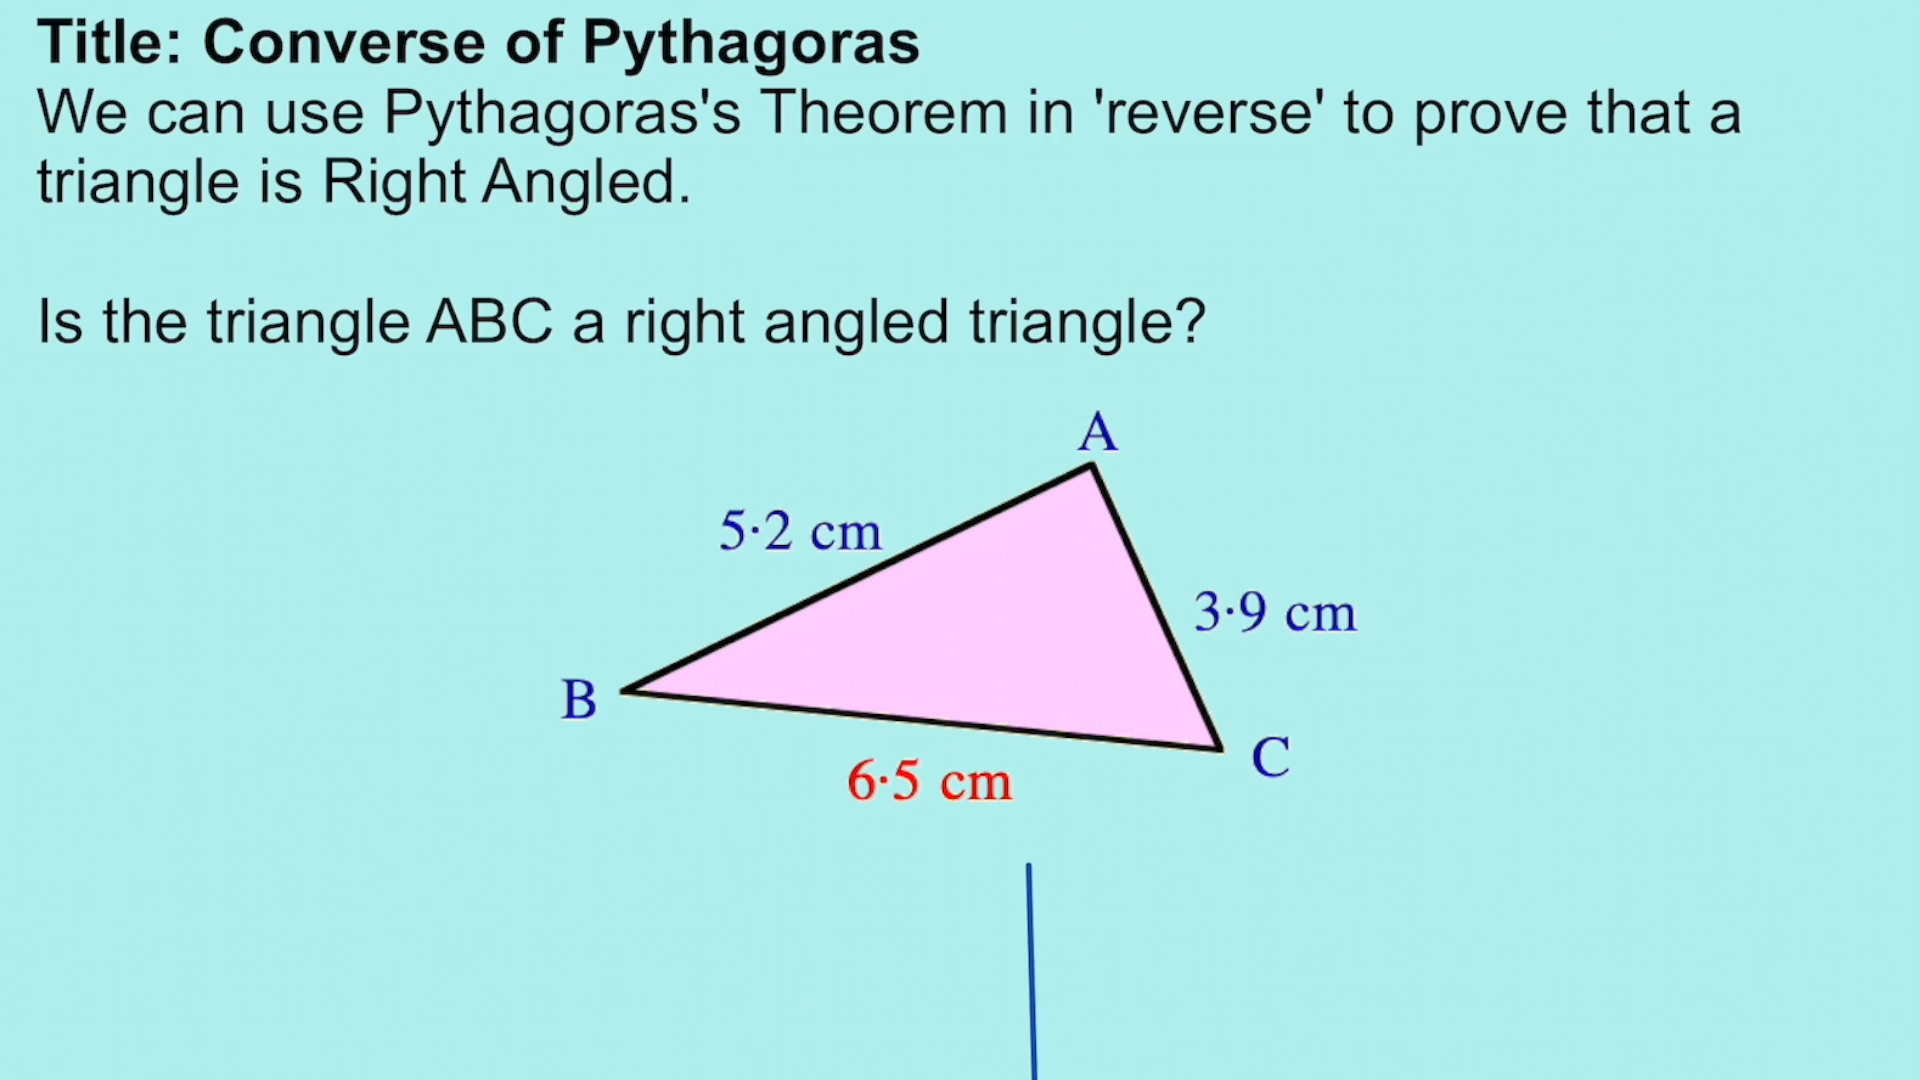 Title: Converse of Pythagoras
We can use Pythagoras's Theorem in 'reverse' to prove that a
triangle is Right Angled.
Is the triangle ABC a right angled triangle?
A
5·2 cm
3·9 cm
B
C
6·5 cm